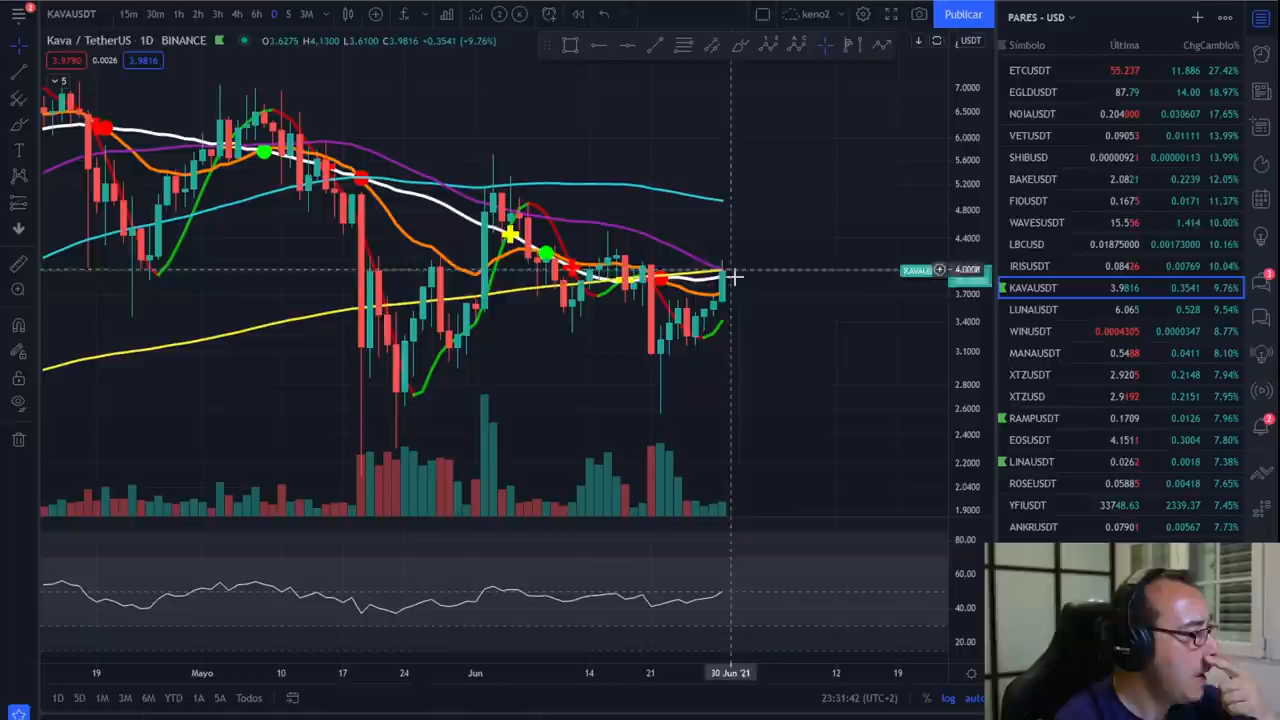 2
KAVAUSDT 15m 30m 1h 2h 3h 4h 6h D S 3M keno2 Publicar
Kava / TetherUS · 1D · BINANCE O3.6275 H4.1300 L3.6100 C3.9816 +0.3541 (+9.76%)
USDT
3.9790 0.0026 3.9816
5
7.0000
6.5000
6.0000
5.6000
5.2000
4.8000
4.4000
KAVAUS
3.7000
3.4000
3.1000
2.8000
2.6000
2.4000
2.2000
2.0400
1.9000
80.00
60.00
40.00
20.00
19 Mayo 10 17 24 Jun 14 21 30 Jun '21 12 19
1D 5D 1M 3M 6M YTD 1A 5A Todos 23:31:42 (UTC+2) % log auto
PARES - USD
Símbolo Última Chg Cambio%
ETCUSDT 55.237 11.886 27.42%
EGLDUSDT 87.79 14.00 18.97%
NOIAUSDT 0.204000 0.030607 17.65%
VETUSDT 0.09053 0.01111 13.99%
SHIBUSD 0.00000921 0.00000113 13.99%
BAKEUSDT 2.0821 0.2239 12.05%
FIOUSDT 0.1675 0.0171 11.37%
WAVESUSDT 15.556 1.414 10.00%
LBCUSD 0.01875000 0.00173000 10.16%
IRISUSDT 0.08426 0.00769 10.04%
KAVAUSDT 3.9816 0.3541 9.76%
LUNAUSDT 6.065 0.528 9.54%
WINUSDT 0.0004305 0.0000347 8.77%
MANAUSDT 0.5488 0.0411 8.10%
XTZUSDT 2.9205 0.2148 7.94%
XTZUSD 2.9192 0.2151 7.95%
RAMPUSDT 0.1709 0.0126 7.96%
EOSUSDT 4.1511 0.3004 7.80%
LINAUSDT 0.0262 0.0018 7.38%
ROSEUSDT 0.05885 0.00418 7.65%
YFIUSDT 33748.63 2339.37 7.45%
ANKRUSDT 0.07901 0.00567 7.73%
3
2